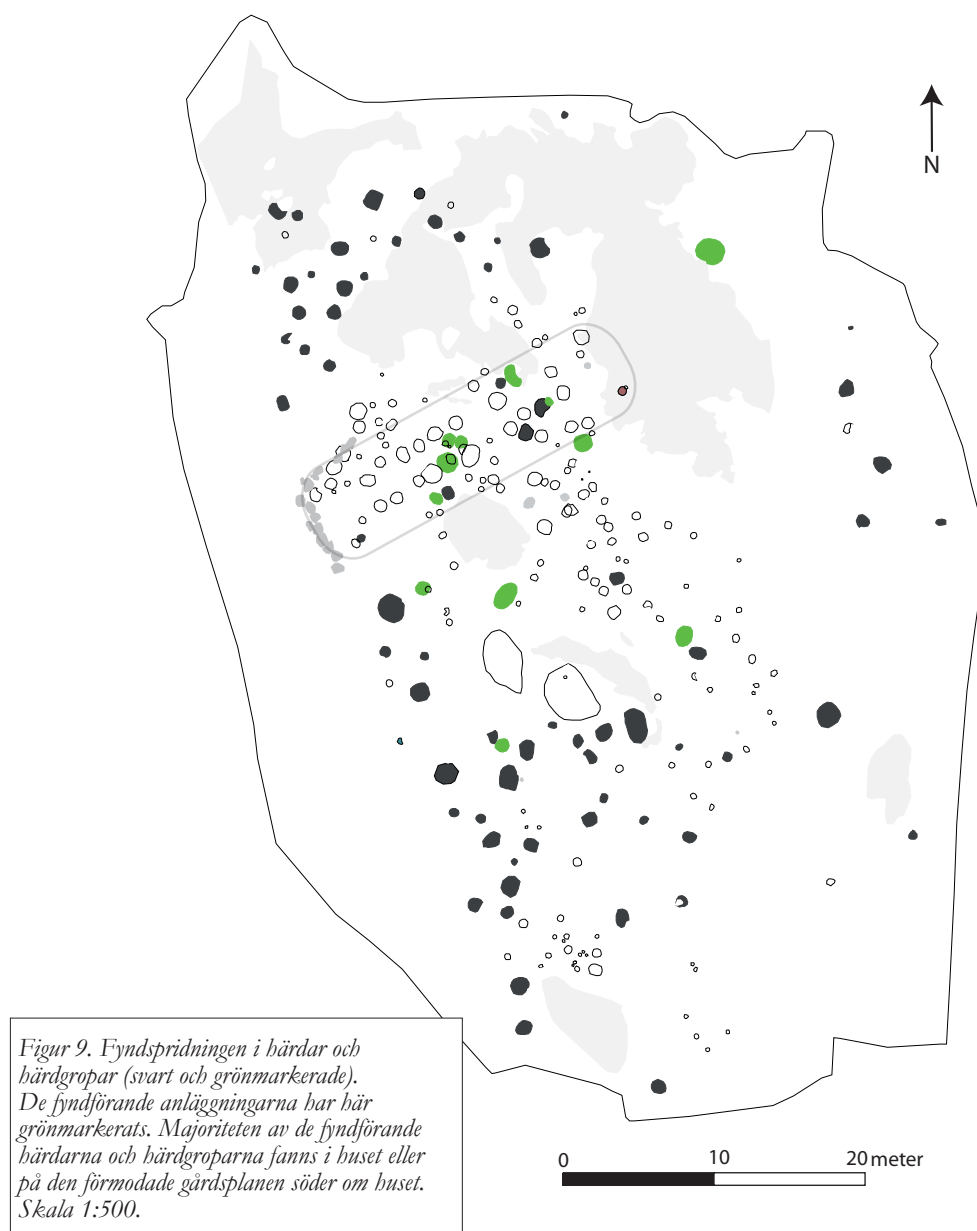 N
Figur 9. Fyndspridningen i härdar och
härdgropar (svart och grönmarkerade).
De fyndförande anläggningarna har här
grönmarkerats. Majoriteten av de fyndförande
härdarna och härdgroparna fanns i huset eller
på den förmodade gårdsplanen söder om huset.
Skala 1:500.
0 10 20 meter